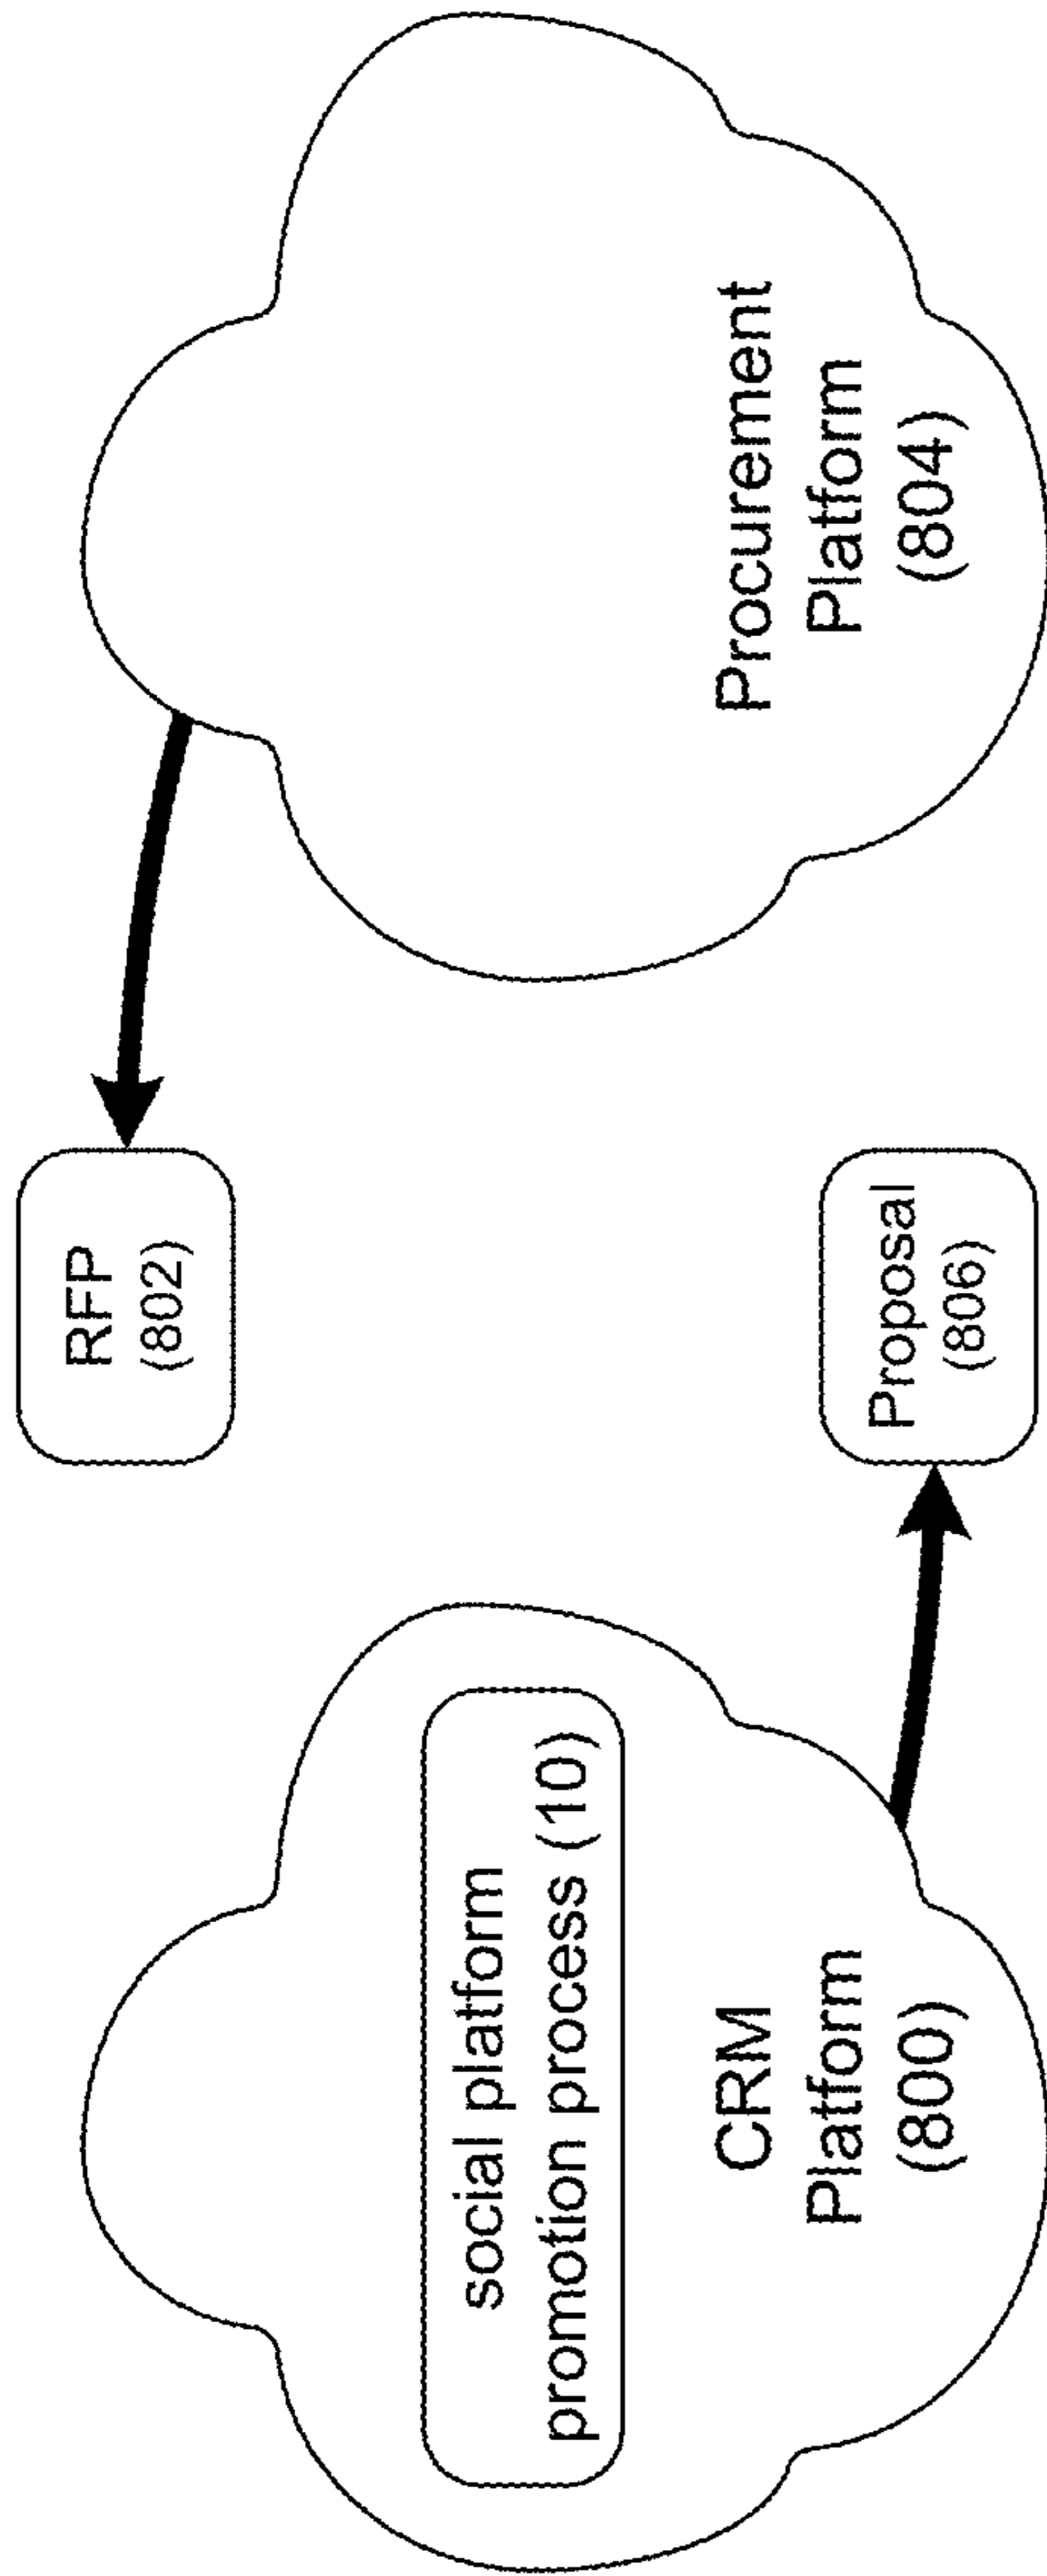 RFP
(802)
social platform
promotion process (10)
CRM
Platform
(800)
Proposal
(806)
Procurement
Platform
(804)